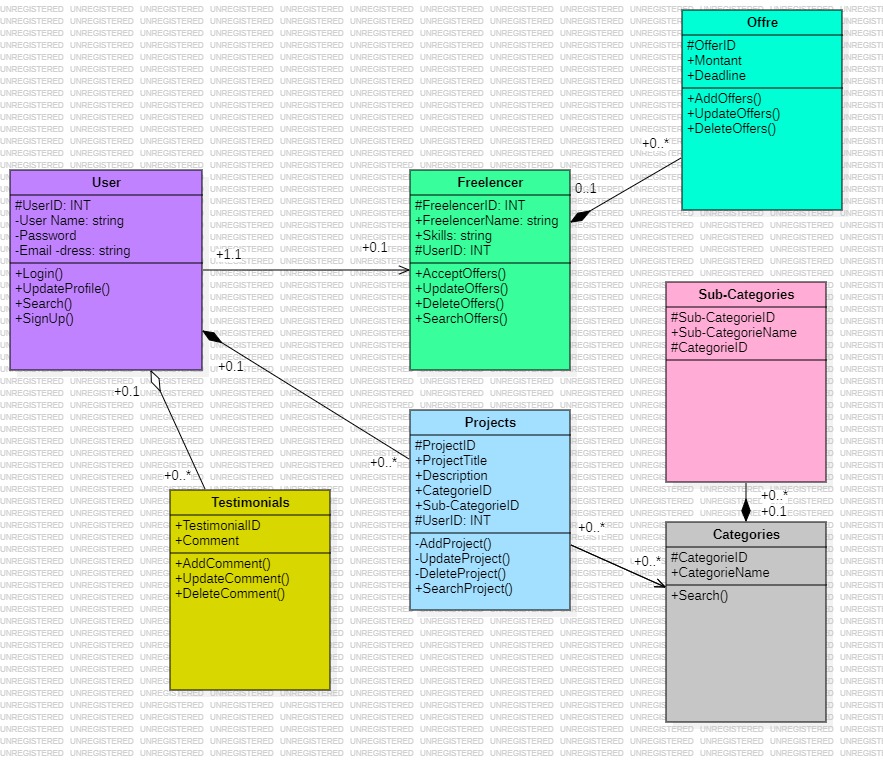 Offre
#OfferID
+Montant
+Deadline
+AddOffers()
+UpdateOffers()
+DeleteOffers()
+0..*
0..1
User
#UserID: INT
-User Name: string
-Password
-Email -dress: string
+Login()
+UpdateProfile()
+Search()
+SignUp()
+1.1
+0.1
Freelencer
#FreelencerID: INT
+FreelencerName: string
+Skills: string
#UserID: INT
+AcceptOffers()
+UpdateOffers()
+DeleteOffers()
+SearchOffers()
Sub-Categories
#Sub-CategorieID
+Sub-CategorieName
#CategorieID
+0.1
+0..*
+0.1
+0..*
Projects
#ProjectID
+ProjectTitle
+Description
+CategorieID
+Sub-CategorieID
#UserID: INT
-AddProject()
-UpdateProject()
-DeleteProject()
+SearchProject()
Testimonials
+TestimonialID
+Comment
+AddComment()
+UpdateComment()
+DeleteComment()
+0..*
+0..*
+0..*
+0.1
Categories
#CategorieID
+CategorieName
+Search()
UNREGISTERED